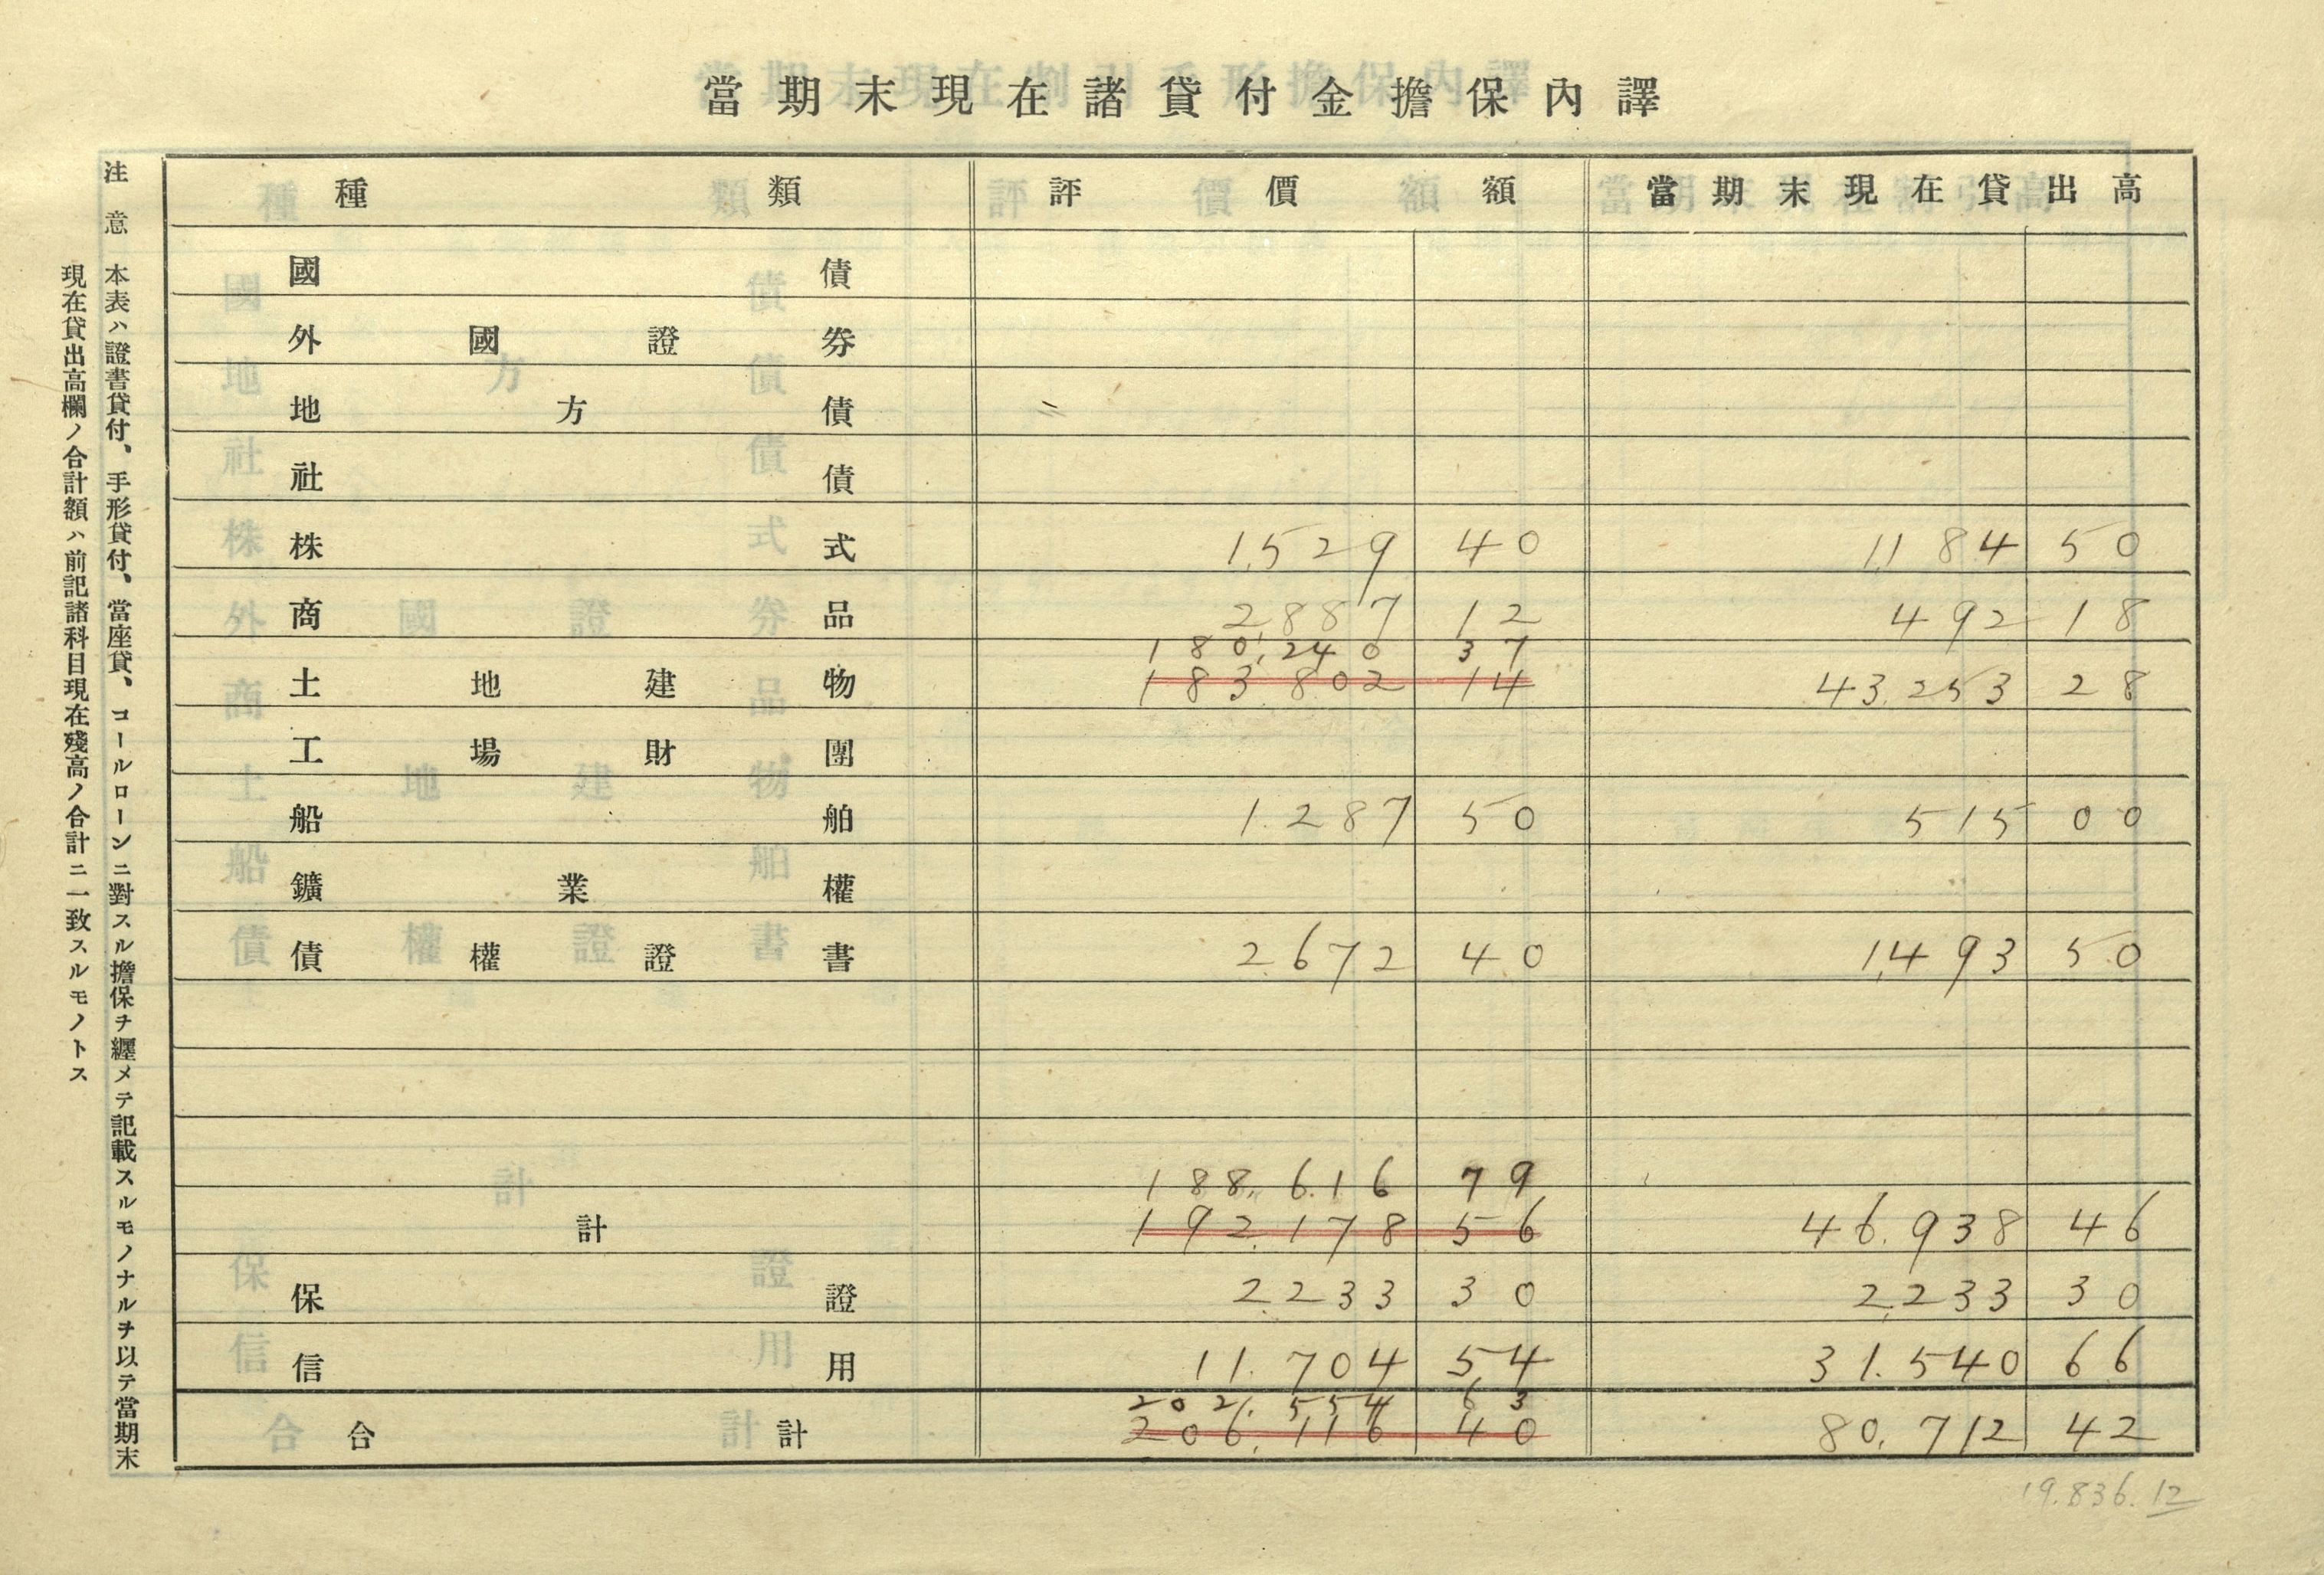 當期末現在諸貸付金擔保內譯
種類 評價額 當期末現在貸出高
國債
外國證券
地方債
社債
株式 1,529 40 1,184 50
商品 2,887 12 492 18
180,240 37
土地建物 183,802 14 43,253 28
工場財團
船舶 1,287 50 515 00
鑛業權
債權證書 2,672 40 1,493 50
188,616 79
計 192,178 56 46,938 46
保證 2,233 30 2,233 30
信用 11,704 54 31,540 66
202,554 63
合計 206,116 40 80,712 42
19.836.12
注意 本表ハ證書貸付、手形貸付、當座貸、コールローンニ對スル擔保チ纒メテ記載スルモノナルヲ以テ當期末
現在貸出高欄ノ合計額ハ前記諸科目現在殘高ノ合計ニ一致スルモノトス